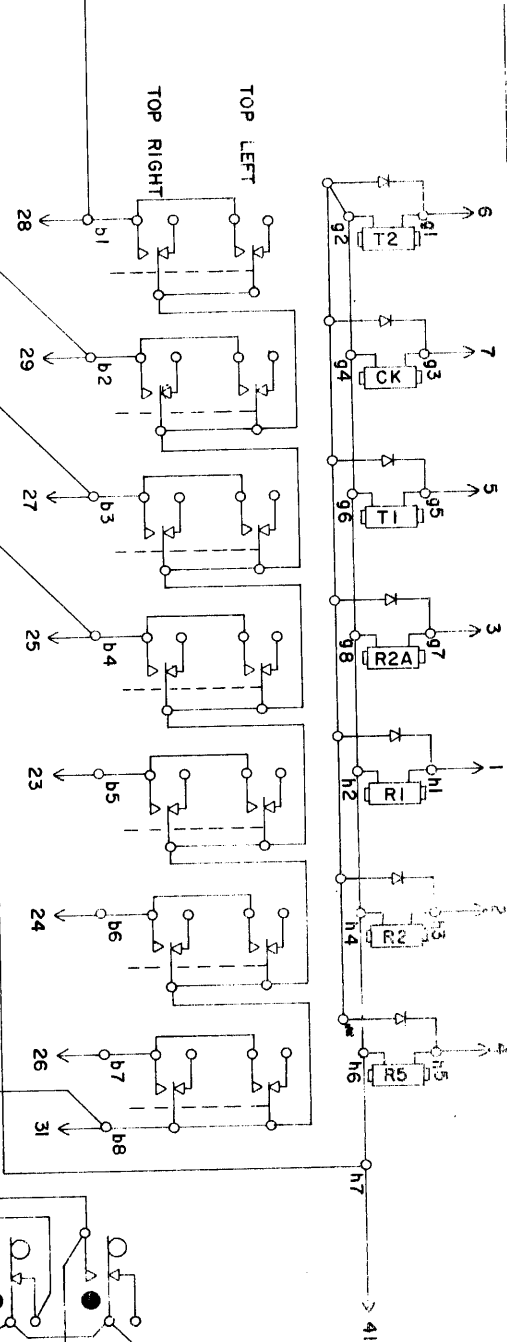 6 7 5 3 1 2 4
g1 g3 g5 g7 h1 h3 h5
T2 CK T1 R2A R1 R2 R5
g2 g4 g6 g8 h2 h4 h6 h7 41
TOP LEFT
TOP RIGHT
b1 b2 b3 b4 b5 b6 b7 b8
28 29 27 25 23 24 26 31